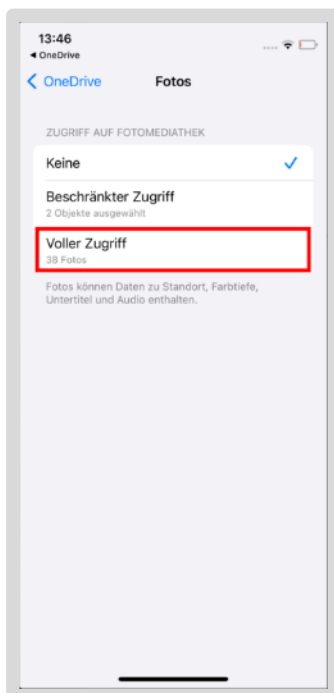 13:46
◀ OneDrive
OneDrive
Fotos
ZUGRIFF AUF FOTOMEDIATHEK
Keine
Beschränkter Zugriff
2 Objekte ausgewählt
Voller Zugriff
38 Fotos
Fotos können Daten zu Standort, Farbtiefe,
Untertitel und Audio enthalten.